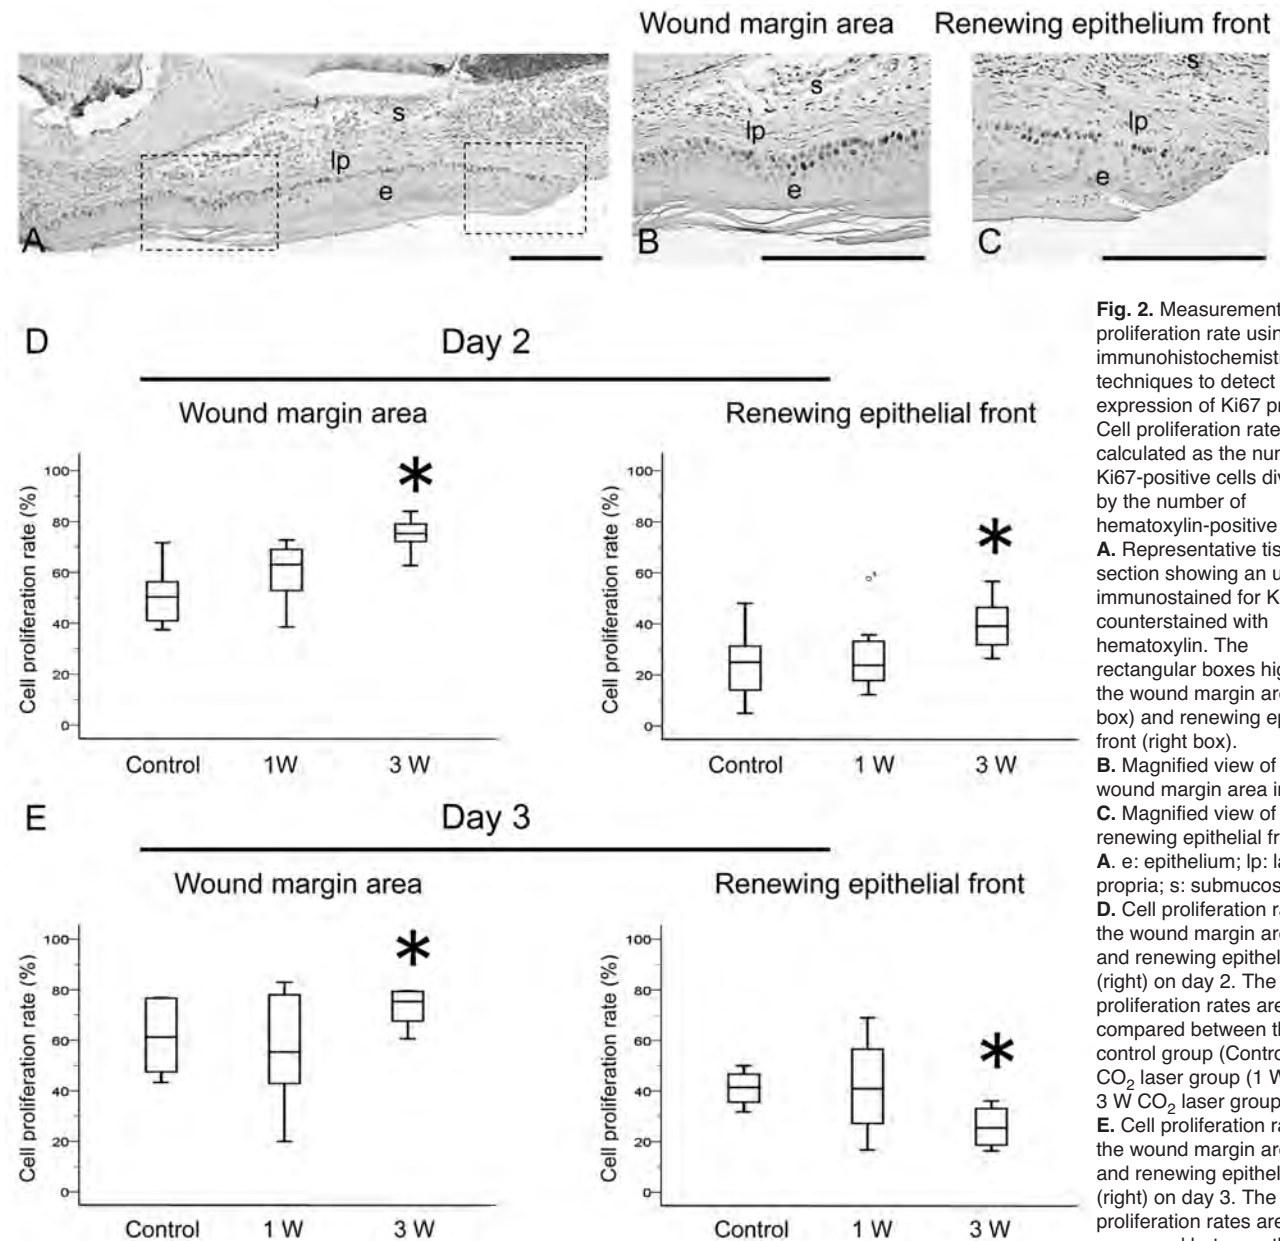 Wound margin area
Renewing epithelium front
s
lp
e
A
s
lp
e
B
s
lp
e
C
D
Day 2
Wound margin area
Cell proliferation rate (%)
100
80
60
40
20
0
Control
1W
3 W
Renewing epithelial front
Cell proliferation rate (%)
100
80
60
40
20
0
Control
1 W
3 W
E
Day 3
Wound margin area
Cell proliferation rate (%)
100
80
60
40
20
0
Control
1 W
3 W
Renewing epithelial front
Cell proliferation rate (%)
100
80
60
40
20
0
Control
1 W
3 W
Fig. 2. Measurement
proliferation rate usin
immunohistochemist
techniques to detect
expression of Ki67 pr
Cell proliferation rate
calculated as the nur
Ki67-positive cells div
by the number of
hematoxylin-positive
A. Representative tis
section showing an u
immunostained for K
counterstained with
hematoxylin. The
rectangular boxes hig
the wound margin are
box) and renewing ep
front (right box).
B. Magnified view of
wound margin area in
C. Magnified view of
renewing epithelial fr
A. e: epithelium; lp: la
propria; s: submucos
D. Cell proliferation ra
the wound margin are
and renewing epitheli
(right) on day 2. The
proliferation rates are
compared between th
control group (Contro
CO2 laser group (1 W
3 W CO2 laser group
E. Cell proliferation ra
the wound margin are
and renewing epitheli
(right) on day 3. The
proliferation rates are